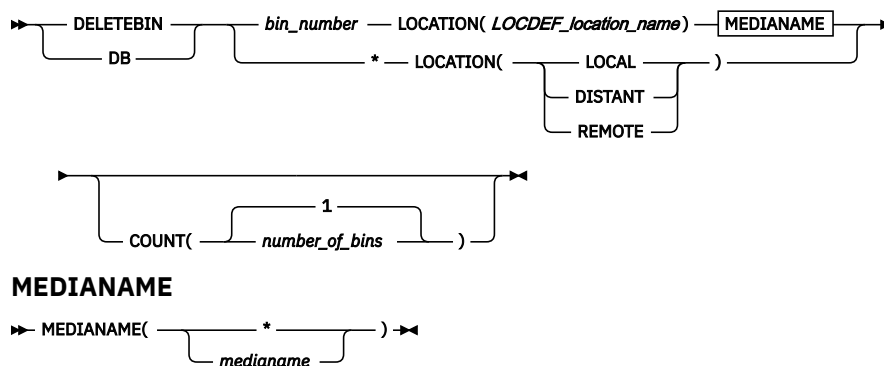 DELETEBIN bin_number LOCATION( LOCDEF_location_name ) MEDIANAME
DB * LOCATION( LOCAL )
DISTANT
REMOTE
1
COUNT( number_of_bins )
MEDIANAME
MEDIANAME( * )
medianame